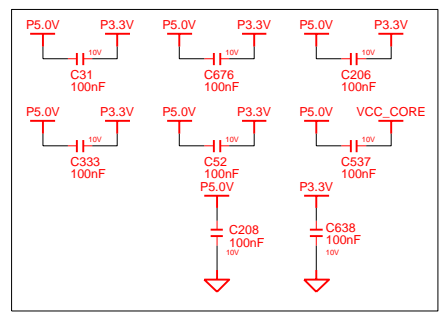 P5.0V P3.3V P5.0V P3.3V P5.0V P3.3V
10V 10V 10V
C31 C676 C206
100nF 100nF 100nF
P5.0V P3.3V P5.0V P3.3V P5.0V VCC_CORE
10V 10V 10V
C333 C52 C537
100nF 100nF 100nF
P5.0V P3.3V
C208 C638
100nF 100nF
10V 10V